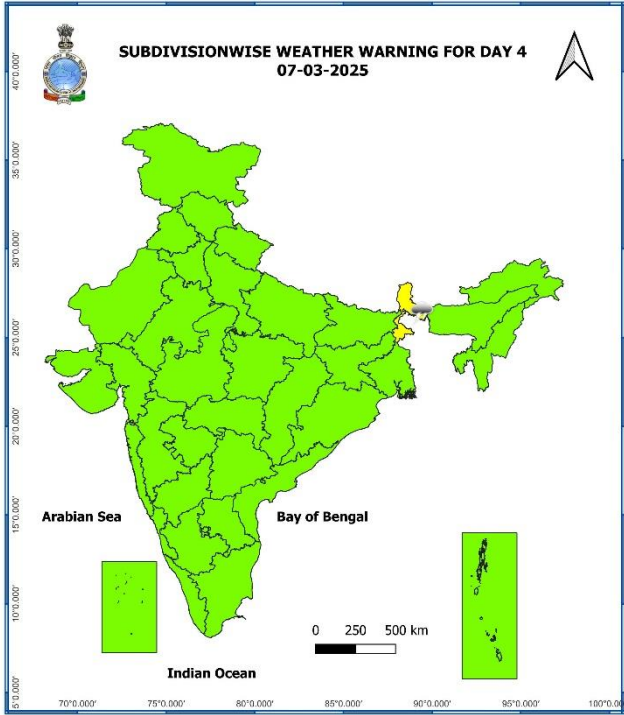 SUBDIVISIONWISE WEATHER WARNING FOR DAY 4
07-03-2025
40°0.000'
35°0.000'
30°0.000'
25°0.000'
20°0.000'
15°0.000'
10°0.000'
5°0.000'
Arabian Sea
Bay of Bengal
0 250 500 km
Indian Ocean
70°0.000' 75°0.000' 80°0.000' 85°0.000' 90°0.000' 95°0.000' 100°0.000'